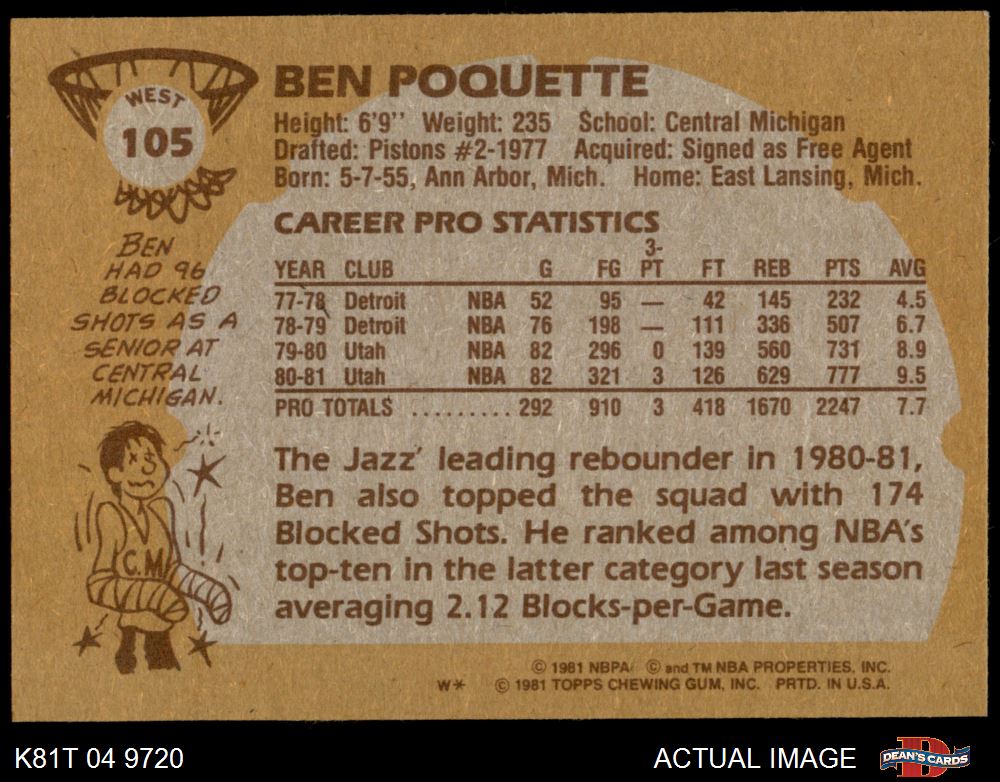 WEST
105
BEN HAD 96
BLOCKED
SHOTS AS A
SENIOR AT
CENTRAL
MICHIGAN.
C.M
BEN POQUETTE
Height: 6'9'' Weight: 235 School: Central Michigan
Drafted: Pistons #2-1977 Acquired: Signed as Free Agent
Born: 5-7-55, Ann Arbor, Mich. Home: East Lansing, Mich.
CAREER PRO STATISTICS
YEAR CLUB G FG 3-PT FT REB PTS AVG
77-78 Detroit NBA 52 95 — 42 145 232 4.5
78-79 Detroit NBA 76 198 — 111 336 507 6.7
79-80 Utah NBA 82 296 0 139 560 731 8.9
80-81 Utah NBA 82 321 3 126 629 777 9.5
PRO TOTALS ......... 292 910 3 418 1670 2247 7.7
The Jazz' leading rebounder in 1980-81,
Ben also topped the squad with 174
Blocked Shots. He ranked among NBA's
top-ten in the latter category last season
averaging 2.12 Blocks-per-Game.
© 1981 NBPA © and TM NBA PROPERTIES, INC.
W* © 1981 TOPPS CHEWING GUM, INC. PRTD. IN U.S.A.
K81T 04 9720
ACTUAL IMAGE
D
DEAN'S CARDS